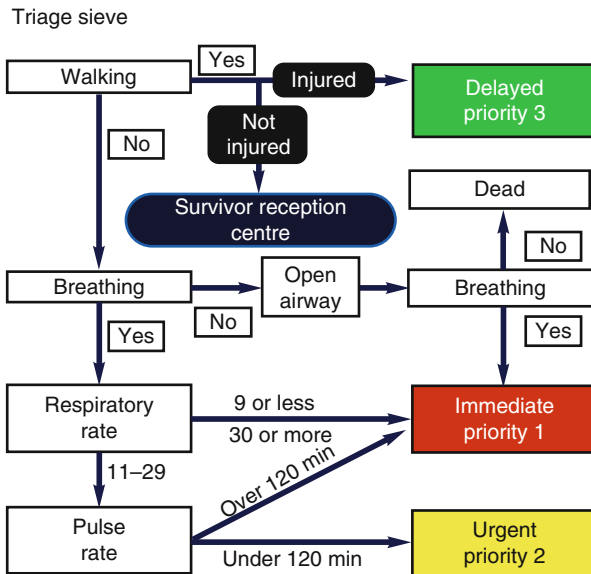 Triage sieve
Walking
Yes
Injured
Delayed
priority 3
No
Not
injured
Survivor reception
centre
Dead
No
Breathing
No
Open
airway
Breathing
Yes
Yes
Respiratory
rate
9 or less
30 or more
Immediate
priority 1
11–29
Over 120 min
Pulse
rate
Under 120 min
Urgent
priority 2